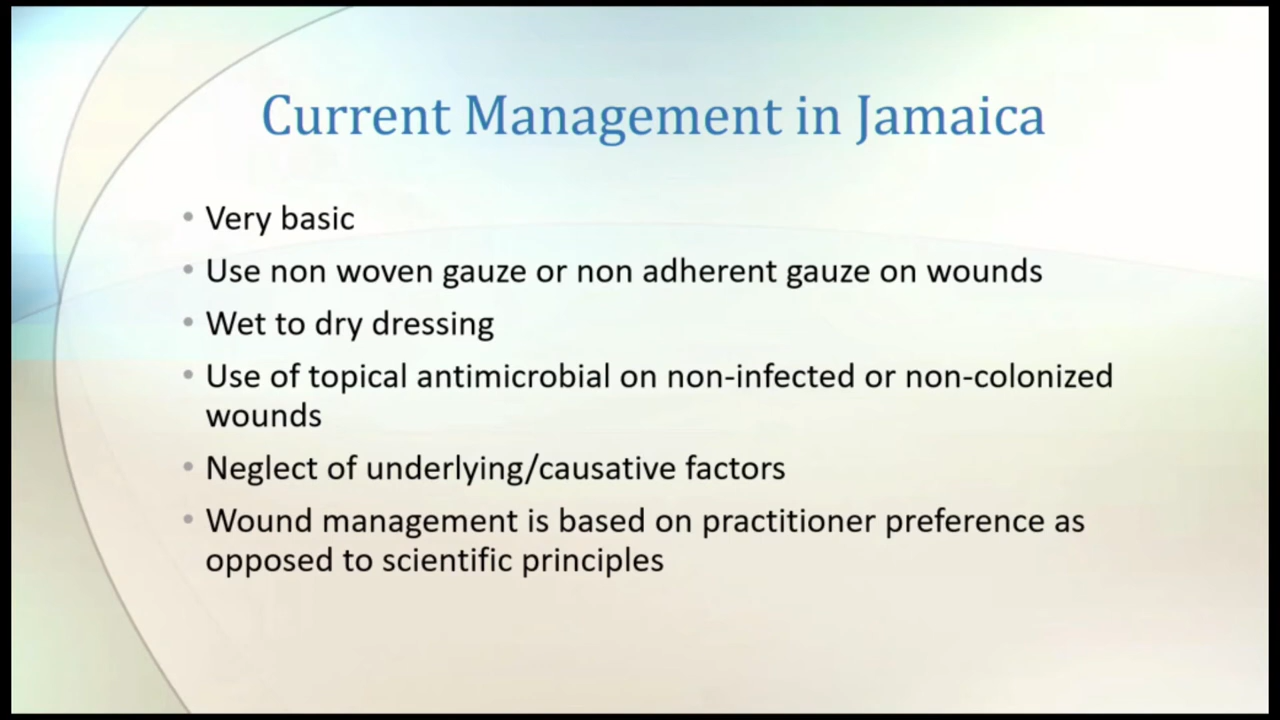 Current Management in Jamaica
• Very basic
• Use non woven gauze or non adherent gauze on wounds
• Wet to dry dressing
• Use of topical antimicrobial on non-infected or non-colonized
wounds
• Neglect of underlying/causative factors
• Wound management is based on practitioner preference as
opposed to scientific principles